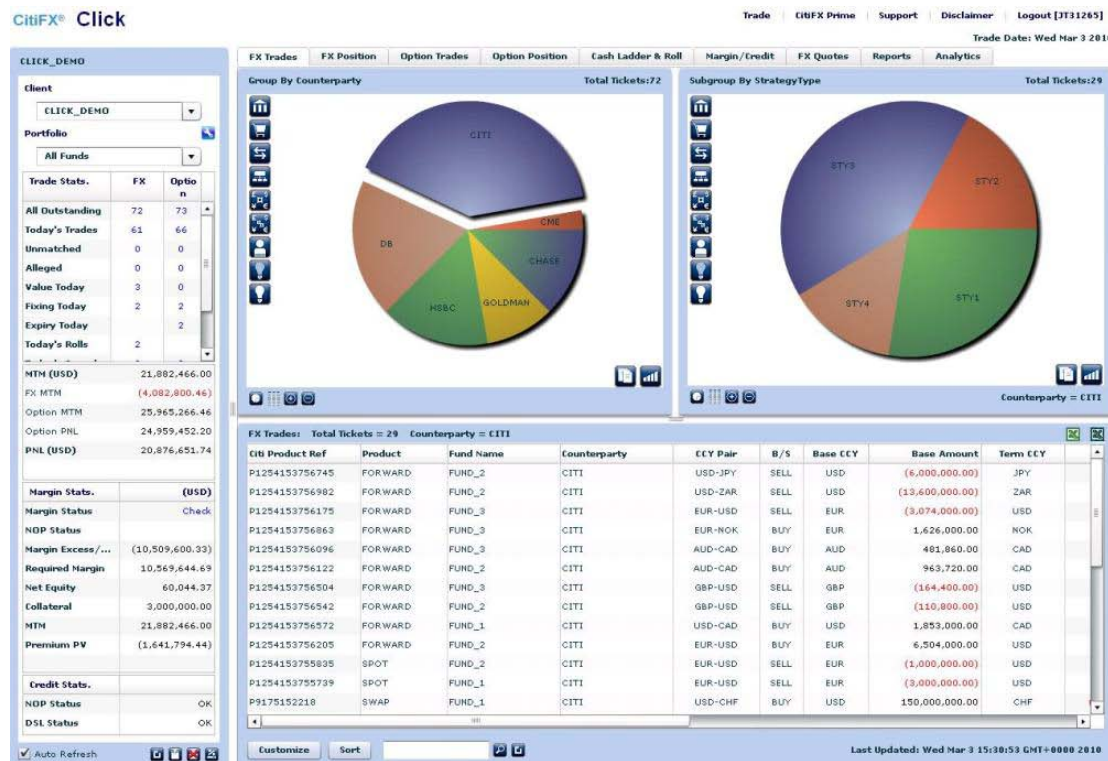 CitiFX® Click
Trade CitiFX Prime Support Disclaimer Logout [JT31265]
Trade Date: Wed Mar 3 2010
CLICK_DEMO
Client
CLICK_DEMO
Portfolio
All Funds
Trade Stats. FX Option
All Outstanding 72 73
Today's Trades 61 66
Unmatched 0 0
Alleged 0 0
Value Today 3 0
Fixing Today 2 2
Expiry Today 2
Today's Rolls 2
MTM (USD) 21,882,466.00
FX MTM (4,082,800.46)
Option MTM 25,965,266.46
Option PNL 24,959,452.20
PNL (USD) 20,876,651.74
Margin Stats. (USD)
Margin Status Check
NOP Status
Margin Excess/... (10,509,600.33)
Required Margin 10,569,644.69
Net Equity 60,044.37
Collateral 3,000,000.00
MTM 21,882,466.00
Premium PV (1,641,794.44)
Credit Stats.
NOP Status OK
DSL Status OK
Auto Refresh
FX Trades FX Position Option Trades Option Position Cash Ladder & Roll Margin/Credit FX Quotes Reports Analytics
Group By Counterparty Total Tickets:72
CITI
CME
DB
CHASE
GOLDMAN
HSBC
Subgroup By StrategyType Total Tickets:29
STY3
STY2
STY4
STY1
Counterparty = CITI
FX Trades: Total Tickets = 29 Counterparty = CITI
Citi Product Ref Product Fund Name Counterparty CCY Pair B/S Base CCY Base Amount Term CCY
P1254153756745 FORWARD FUND_2 CITI USD-JPY SELL USD (6,000,000.00) JPY
P1254153756982 FORWARD FUND_2 CITI USD-ZAR SELL USD (13,600,000.00) ZAR
P1254153756175 FORWARD FUND_3 CITI EUR-USD SELL EUR (3,074,000.00) USD
P1254153756863 FORWARD FUND_3 CITI EUR-NOK BUY EUR 1,626,000.00 NOK
P1254153756096 FORWARD FUND_3 CITI AUD-CAD BUY AUD 481,860.00 CAD
P1254153756122 FORWARD FUND_2 CITI AUD-CAD BUY AUD 963,720.00 CAD
P1254153756504 FORWARD FUND_3 CITI GBP-USD SELL GBP (164,400.00) USD
P1254153756542 FORWARD FUND_2 CITI GBP-USD SELL GBP (110,800.00) USD
P1254153756572 FORWARD FUND_1 CITI USD-CAD BUY USD 1,853,000.00 CAD
P1254153756205 FORWARD FUND_2 CITI EUR-USD BUY EUR 6,504,000.00 USD
P1254153755835 SPOT FUND_2 CITI EUR-USD SELL EUR (1,000,000.00) USD
P1254153755739 SPOT FUND_1 CITI EUR-USD SELL EUR (3,000,000.00) USD
P9175152218 SWAP FUND_1 CITI USD-CHF BUY USD 150,000,000.00 CHF
Customize Sort
Last Updated: Wed Mar 3 15:30:53 GMT+0000 2010